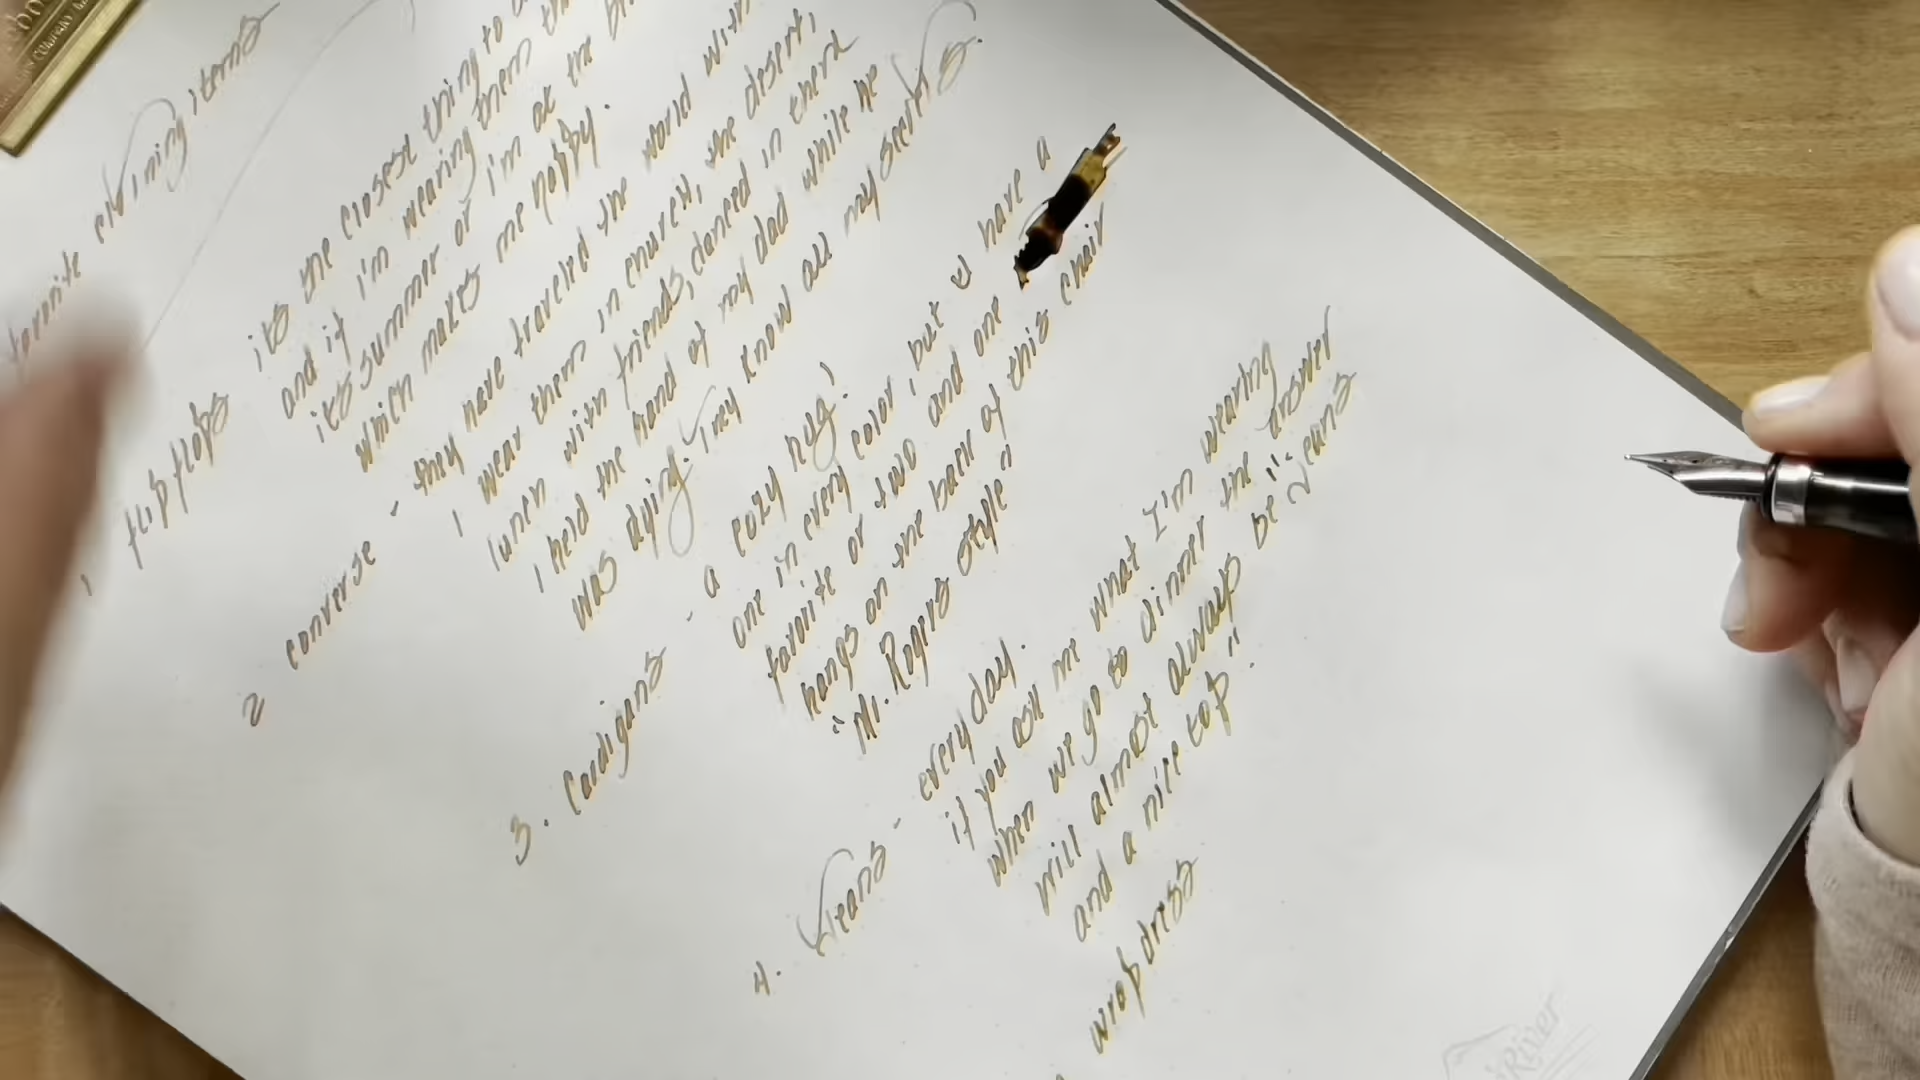 favorite clothing items
1 flip flops
its the closest thing to
and if I'm wearing them
its summer or i'm at the
which makes me happy.
2 converse -
they have traveled the world with
I wear them in church, the desert,
lunch with friends, danced in them
I held the hand of my dad while he
was dying. They know all my secrets.
3. Cardigans -
a cozy hug!
one in every color, but I have a
favorite or two and one
hangs on the back of this chair
"Mr. Rogers style"
4. Jeans -
every day.
if you ask me what I'm wearing
when we go to dinner the answer
will almost always be "Jeans
and a nice top".
wrap dress
River